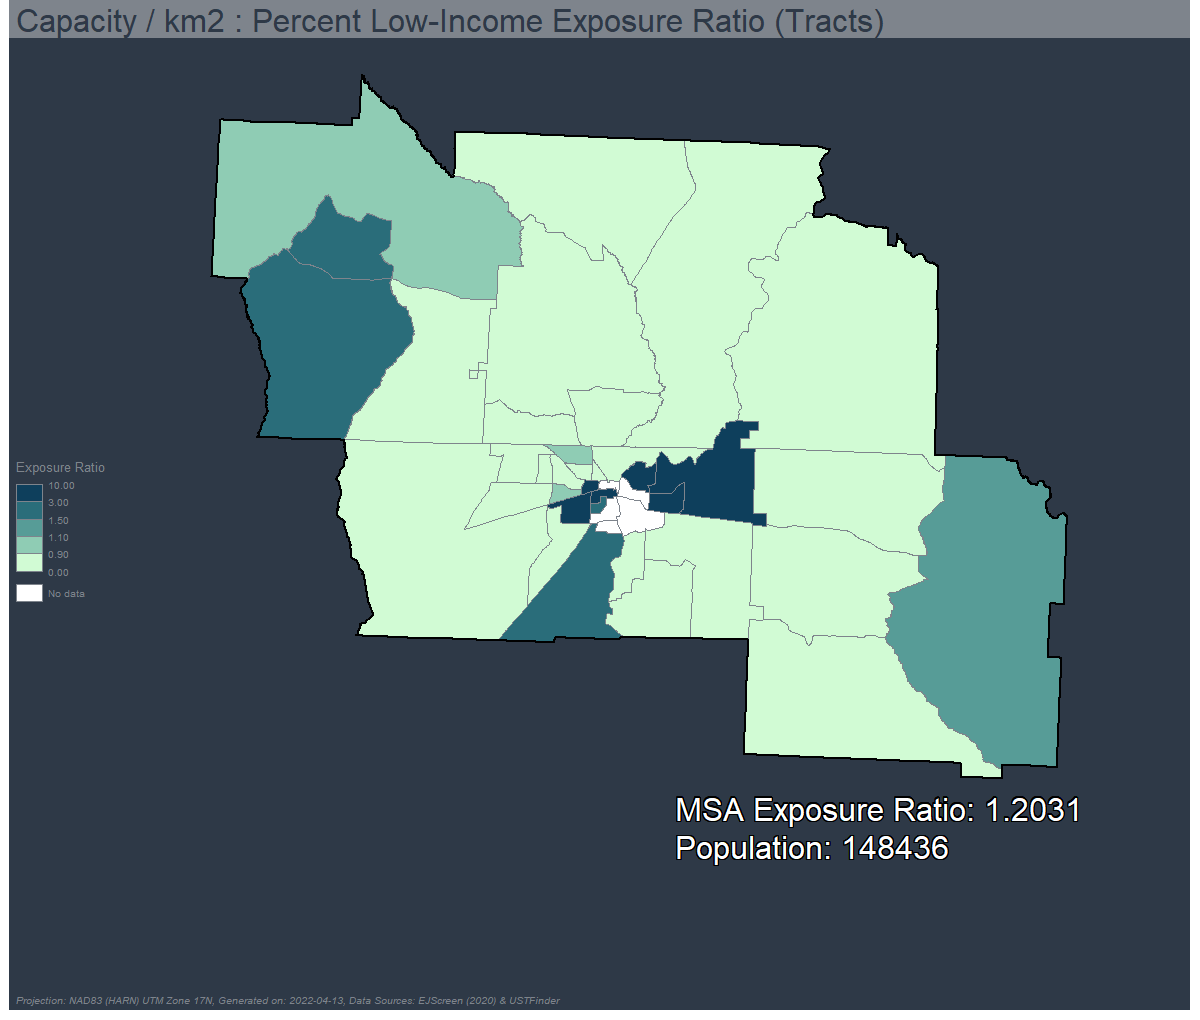 Capacity / km2 : Percent Low-Income Exposure Ratio (Tracts)
Exposure Ratio
10.00
3.00
1.50
1.10
0.90
0.00
No data
MSA Exposure Ratio: 1.2031
Population: 148436
Projection: NAD83 (HARN) UTM Zone 17N, Generated on: 2022-04-13, Data Sources: EJScreen (2020) & USTFinder